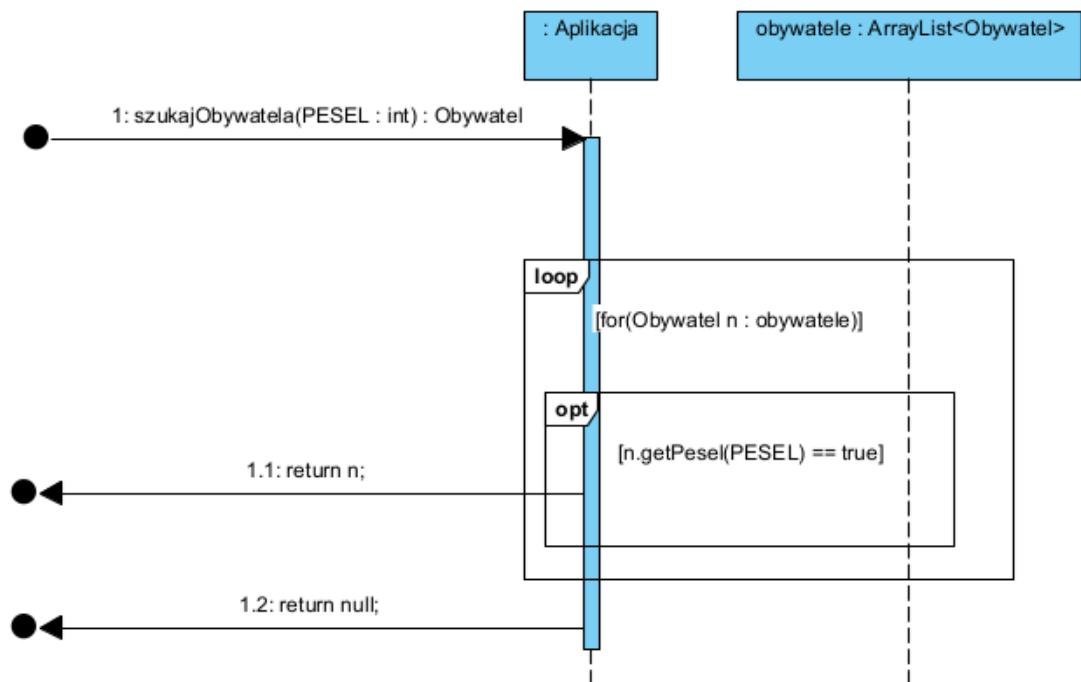 : Aplikacja
obywatele : ArrayList<Obywatel>
1: szukajObywatela(PESEL : int) : Obywatel
loop
[for(Obywatel n : obywatele)]
opt
[n.getPesel(PESEL) == true]
1.1: return n;
1.2: return null;